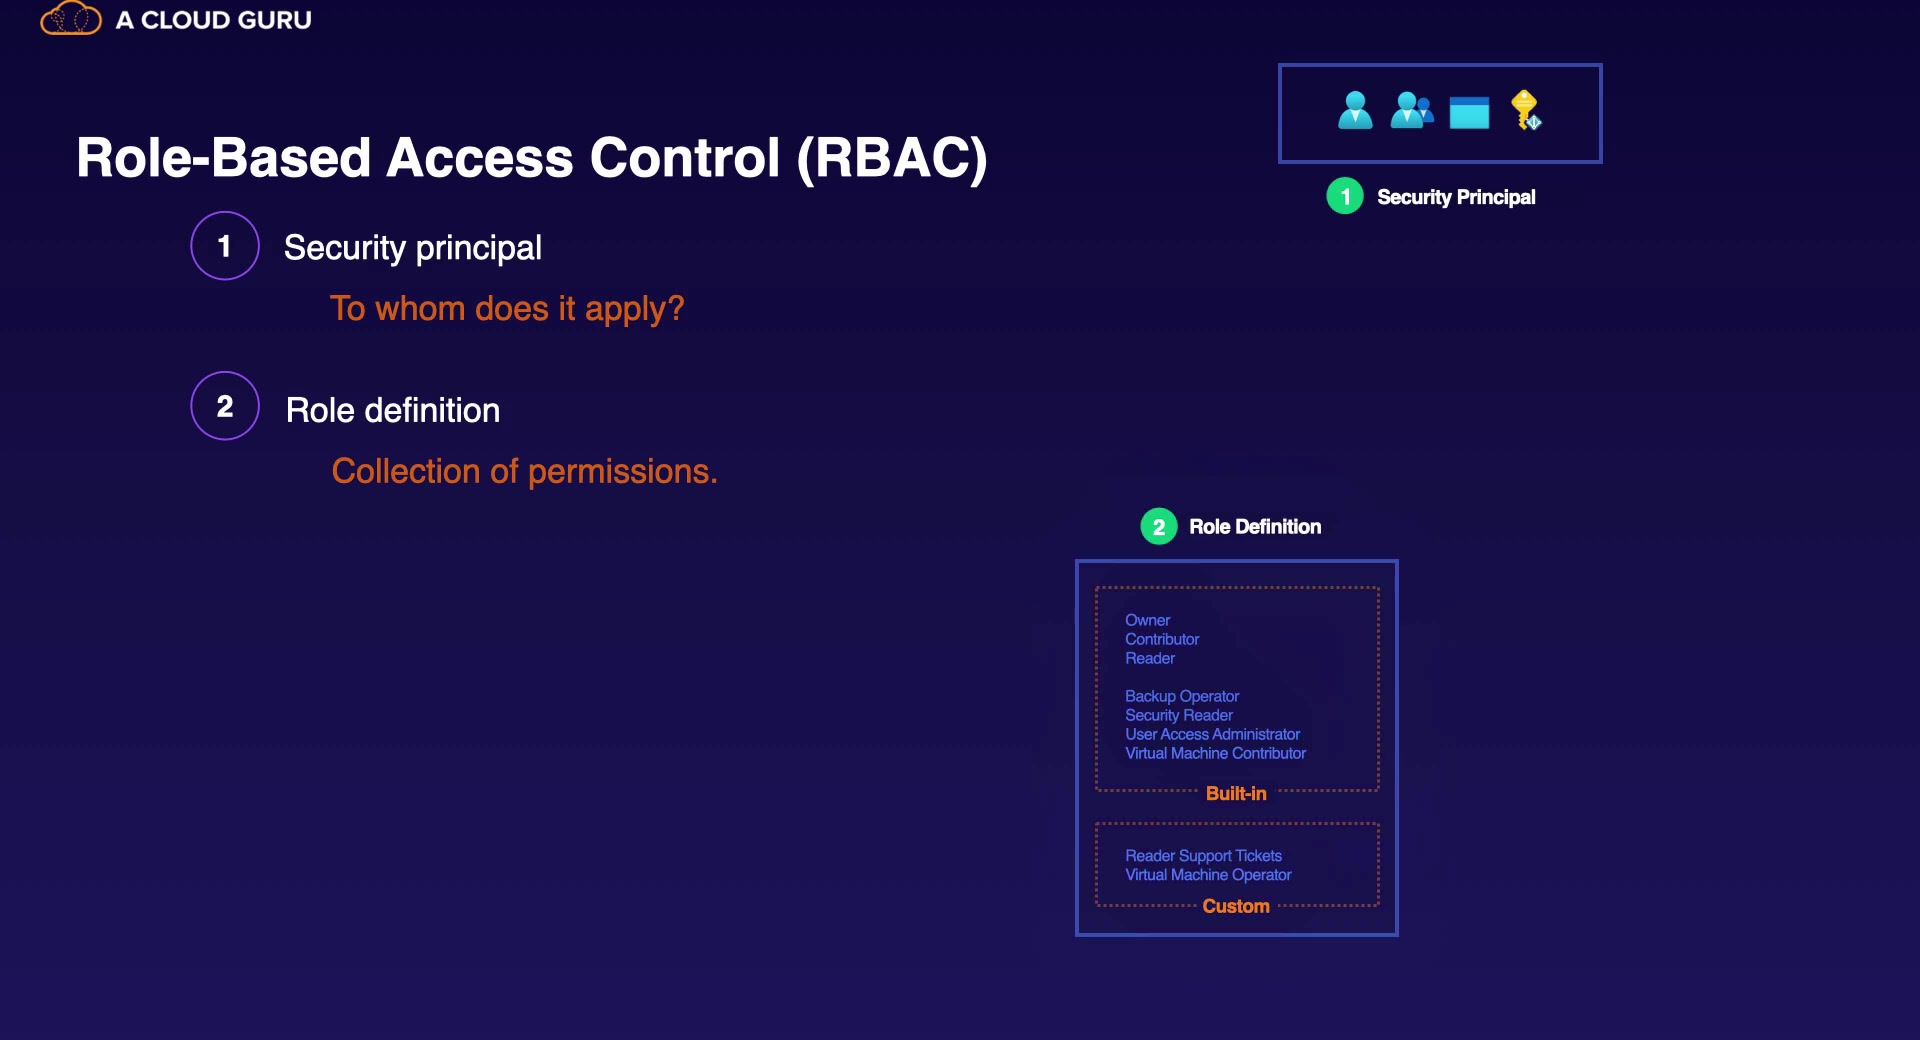 A CLOUD GURU
Role-Based Access Control (RBAC)
1 Security principal
To whom does it apply?
2 Role definition
Collection of permissions.
1 Security Principal
2 Role Definition
Owner
Contributor
Reader
Backup Operator
Security Reader
User Access Administrator
Virtual Machine Contributor
Built-in
Reader Support Tickets
Virtual Machine Operator
Custom